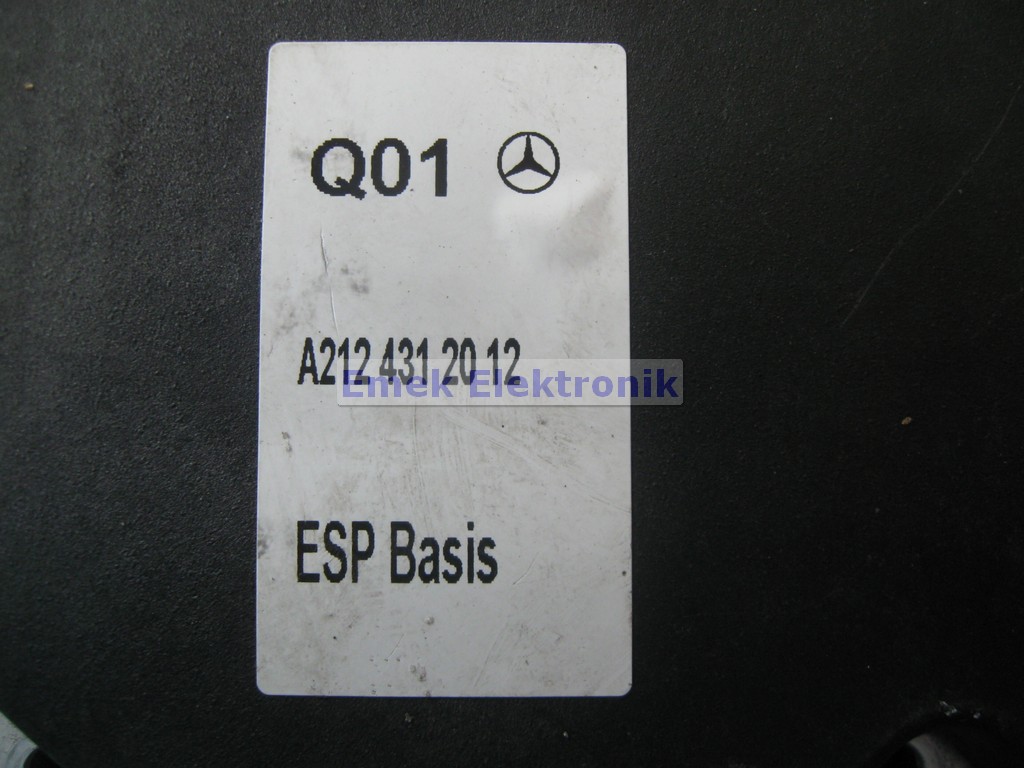 Q01
A212 431 20 12
Emek Elektronik
ESP Basis